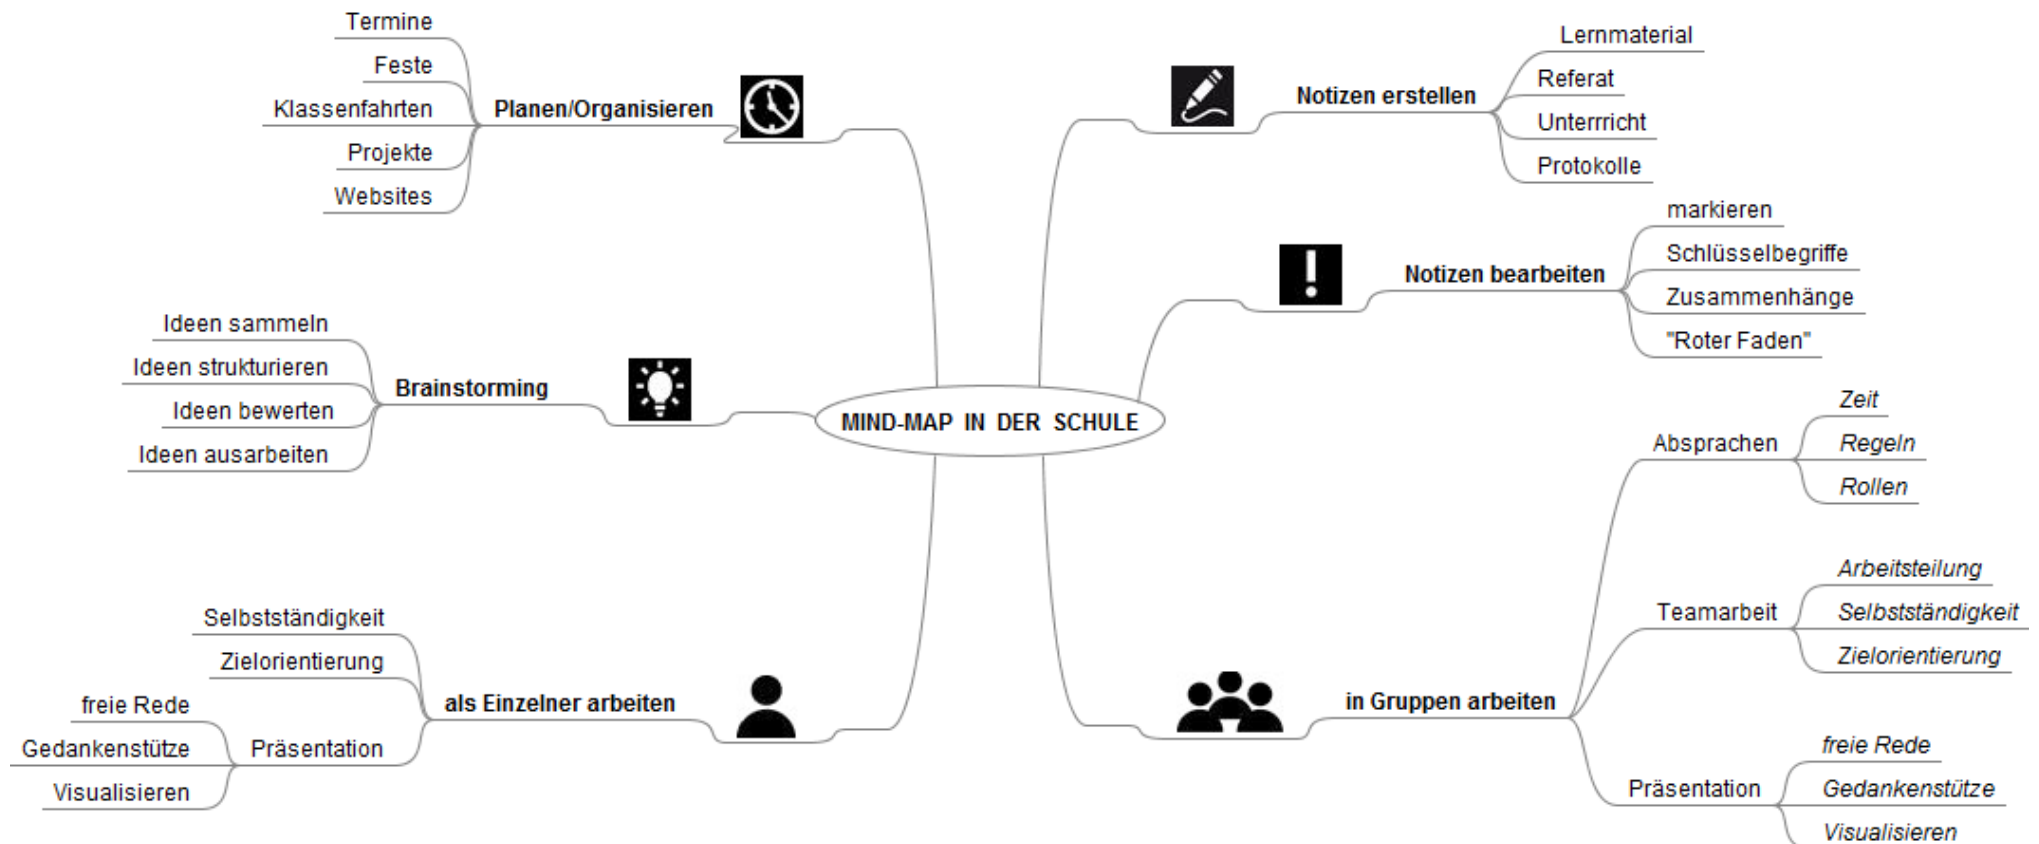 Termine
Feste
Klassenfahrten
Projekte
Websites
Planen/Organisieren
Ideen sammeln
Ideen strukturieren
Ideen bewerten
Ideen ausarbeiten
Brainstorming
Selbstständigkeit
Zielorientierung
freie Rede
Gedankenstütze
Visualisieren
Präsentation
als Einzelner arbeiten
MIND-MAP IN DER SCHULE
Notizen erstellen
Lernmaterial
Referat
Unterrricht
Protokolle
Notizen bearbeiten
markieren
Schlüsselbegriffe
Zusammenhänge
"Roter Faden"
in Gruppen arbeiten
Absprachen
Zeit
Regeln
Rollen
Teamarbeit
Arbeitsteilung
Selbstständigkeit
Zielorientierung
Präsentation
freie Rede
Gedankenstütze
Visualisieren